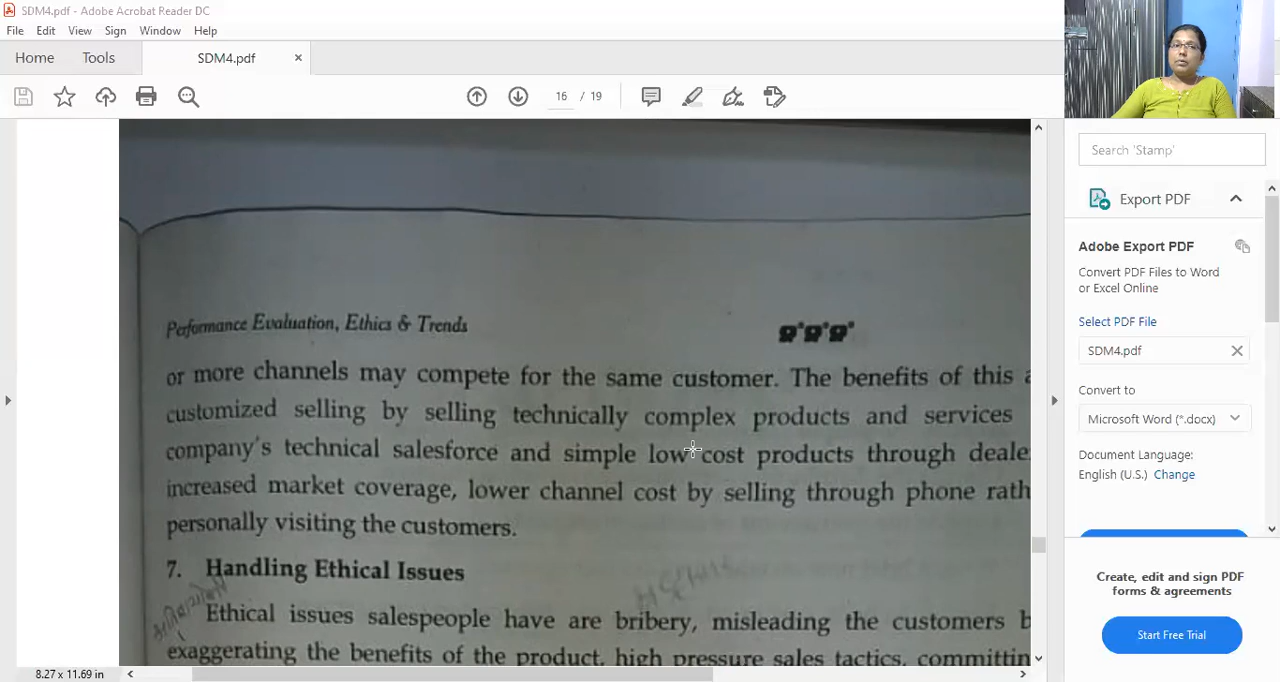 SDM4.pdf - Adobe Acrobat Reader DC
File Edit View Sign Window Help
Home Tools SDM4.pdf ×
16 / 19
Search 'Stamp'
Export PDF
Adobe Export PDF
Convert PDF Files to Word
or Excel Online
Select PDF File
SDM4.pdf
Convert to
Microsoft Word (*.docx)
Document Language:
English (U.S.) Change
Create, edit and sign PDF
forms & agreements
Start Free Trial
Performance Evaluation, Ethics & Trends
or more channels may compete for the same customer. The benefits of this
customized selling by selling technically complex products and services
company's technical salesforce and simple low cost products through
increased market coverage, lower channel cost by selling through phone
personally visiting the customers.
7. Handling Ethical Issues
Ethical issues salespeople have are bribery, misleading the customers
exaggerating the benefits of the product, high pressure sales tactics,
8.27 x 11.69 in